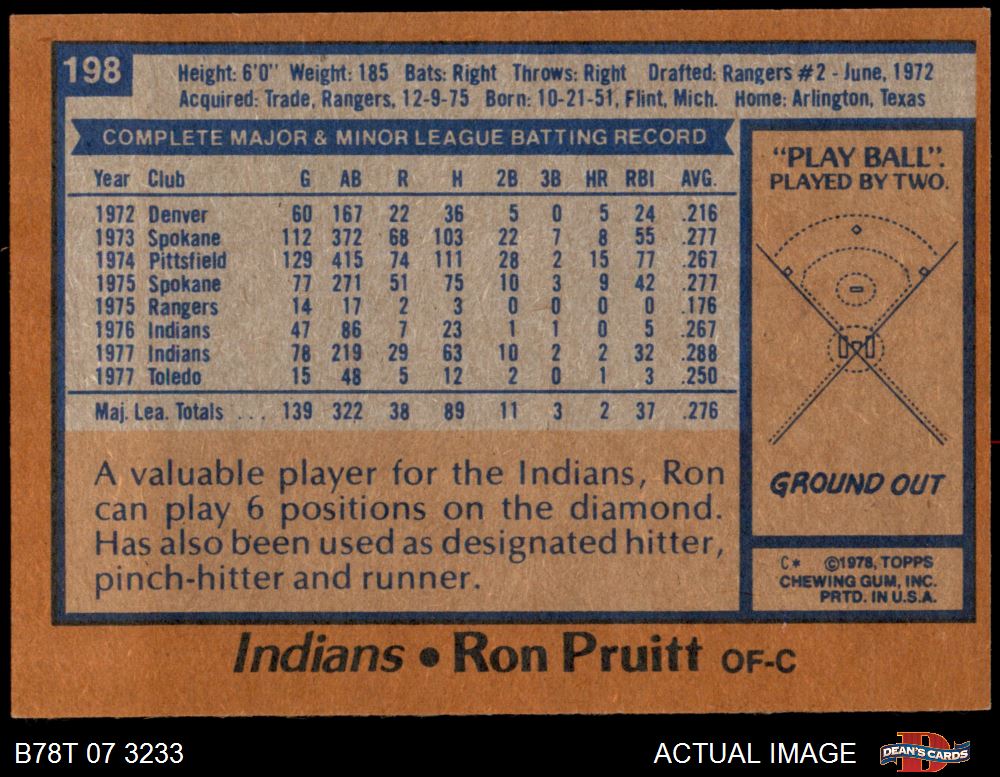 198
Height: 6'0" Weight: 185 Bats: Right Throws: Right Drafted: Rangers #2 - June, 1972
Acquired: Trade, Rangers, 12-9-75 Born: 10-21-51, Flint, Mich. Home: Arlington, Texas
COMPLETE MAJOR & MINOR LEAGUE BATTING RECORD
Year Club G AB R H 2B 3B HR RBI AVG.
1972 Denver 60 167 22 36 5 0 5 24 .216
1973 Spokane 112 372 68 103 22 7 8 55 .277
1974 Pittsfield 129 415 74 111 28 2 15 77 .267
1975 Spokane 77 271 51 75 10 3 9 42 .277
1975 Rangers 14 17 2 3 0 0 0 0 .176
1976 Indians 47 86 7 23 1 1 0 5 .267
1977 Indians 78 219 29 63 10 2 2 32 .288
1977 Toledo 15 48 5 12 2 0 1 3 .250
Maj. Lea. Totals ... 139 322 38 89 11 3 2 37 .276
A valuable player for the Indians, Ron
can play 6 positions on the diamond.
Has also been used as designated hitter,
pinch-hitter and runner.
"PLAY BALL".
PLAYED BY TWO.
GROUND OUT
C* ©1978, TOPPS
CHEWING GUM, INC.
PRTD. IN U.S.A.
Indians • Ron Pruitt OF-C
B78T 07 3233
ACTUAL IMAGE
DEAN'S CARDS